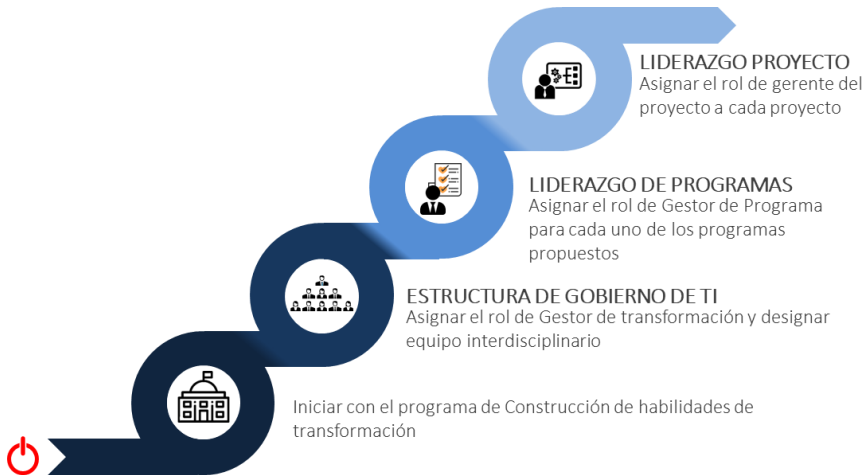 LIDERAZGO PROYECTO
Asignar el rol de gerente del
proyecto a cada proyecto
LIDERAZGO DE PROGRAMAS
Asignar el rol de Gestor de Programa
para cada uno de los programas
propuestos
ESTRUCTURA DE GOBIERNO DE TI
Asignar el rol de Gestor de transformación y designar
equipo interdisciplinario
Iniciar con el programa de Construcción de habilidades de
transformación